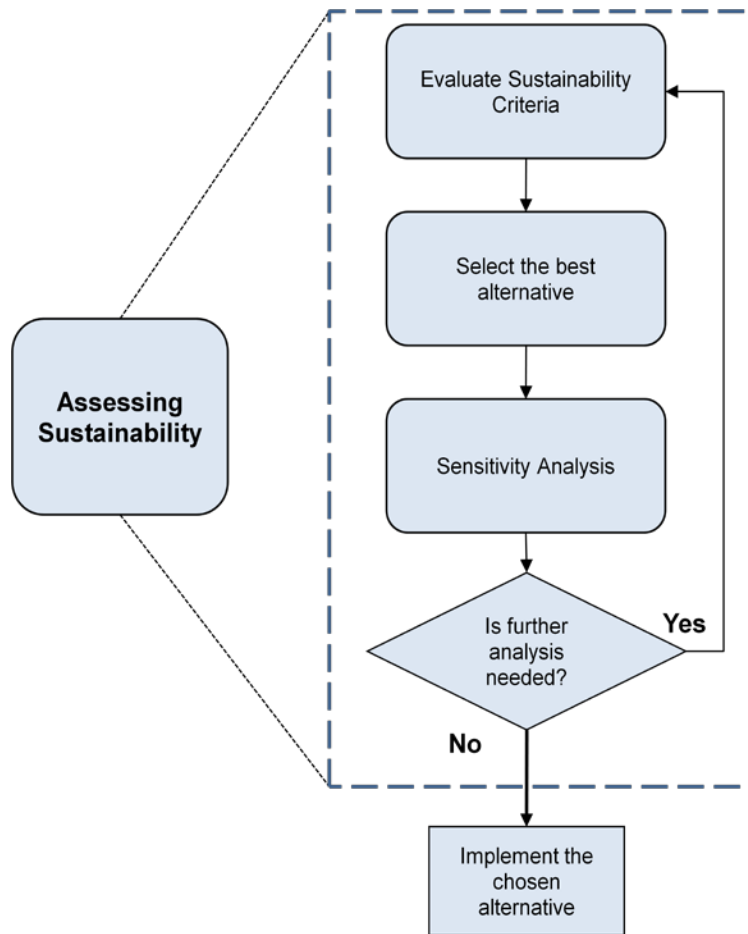 Evaluate Sustainability
Criteria
Select the best
alternative
Assessing
Sustainability
Sensitivity Analysis
Is further
analysis
needed?
Yes
No
Implement the
chosen
alternative